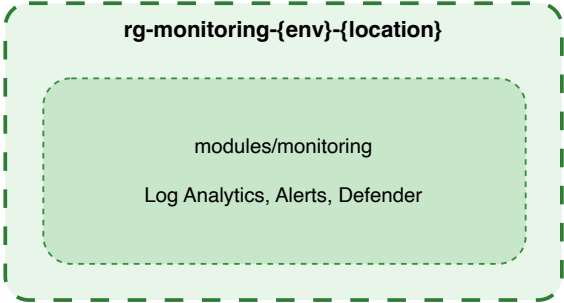 rg-monitoring-{env}-{location}
modules/monitoring
Log Analytics, Alerts, Defender